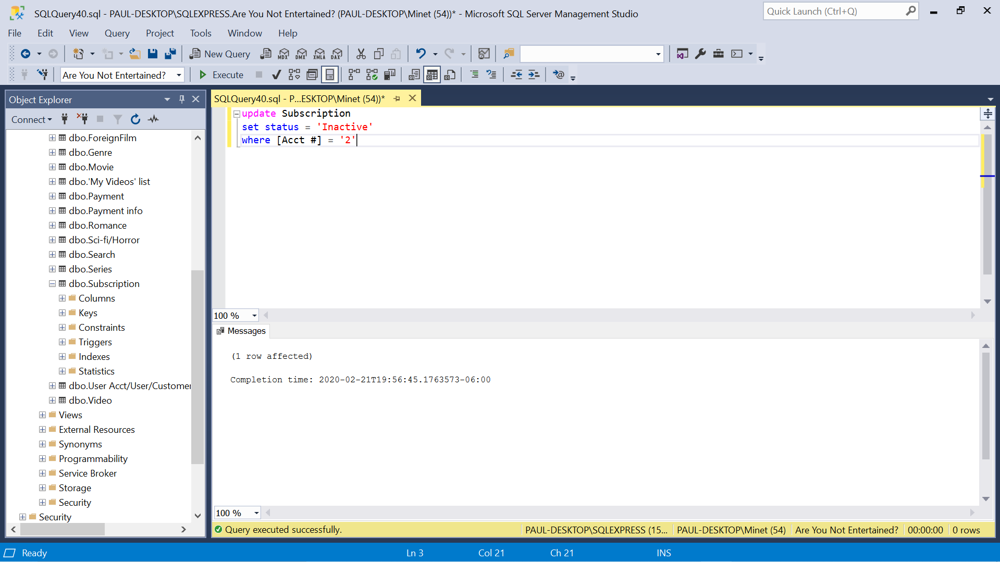 SQLQuery40.sql - PAUL-DESKTOP\SQLEXPRESS.Are You Not Entertained? (PAUL-DESKTOP\Minet (54))* - Microsoft SQL Server Management Studio
Quick Launch (Ctrl+Q)
File Edit View Query Project Tools Window Help
New Query MDX DMX XMLA DAX
Are You Not Entertained? Execute
Object Explorer
Connect
dbo.ForeignFilm
dbo.Genre
dbo.Movie
dbo.'My Videos' list
dbo.Payment
dbo.Payment info
dbo.Romance
dbo.Sci-fi/Horror
dbo.Search
dbo.Series
dbo.Subscription
Columns
Keys
Constraints
Triggers
Indexes
Statistics
dbo.User Acct/User/Customer
dbo.Video
Views
External Resources
Synonyms
Programmability
Service Broker
Storage
Security
Security
SQLQuery40.sql - P...ESKTOP\Minet (54))*
update Subscription
set status = 'Inactive'
where [Acct #] = '2'
100 %
Messages
(1 row affected)
Completion time: 2020-02-21T19:56:45.1763573-06:00
100 %
Query executed successfully. PAUL-DESKTOP\SQLEXPRESS (15... PAUL-DESKTOP\Minet (54) Are You Not Entertained? 00:00:00 0 rows
Ready Ln 3 Col 21 Ch 21 INS